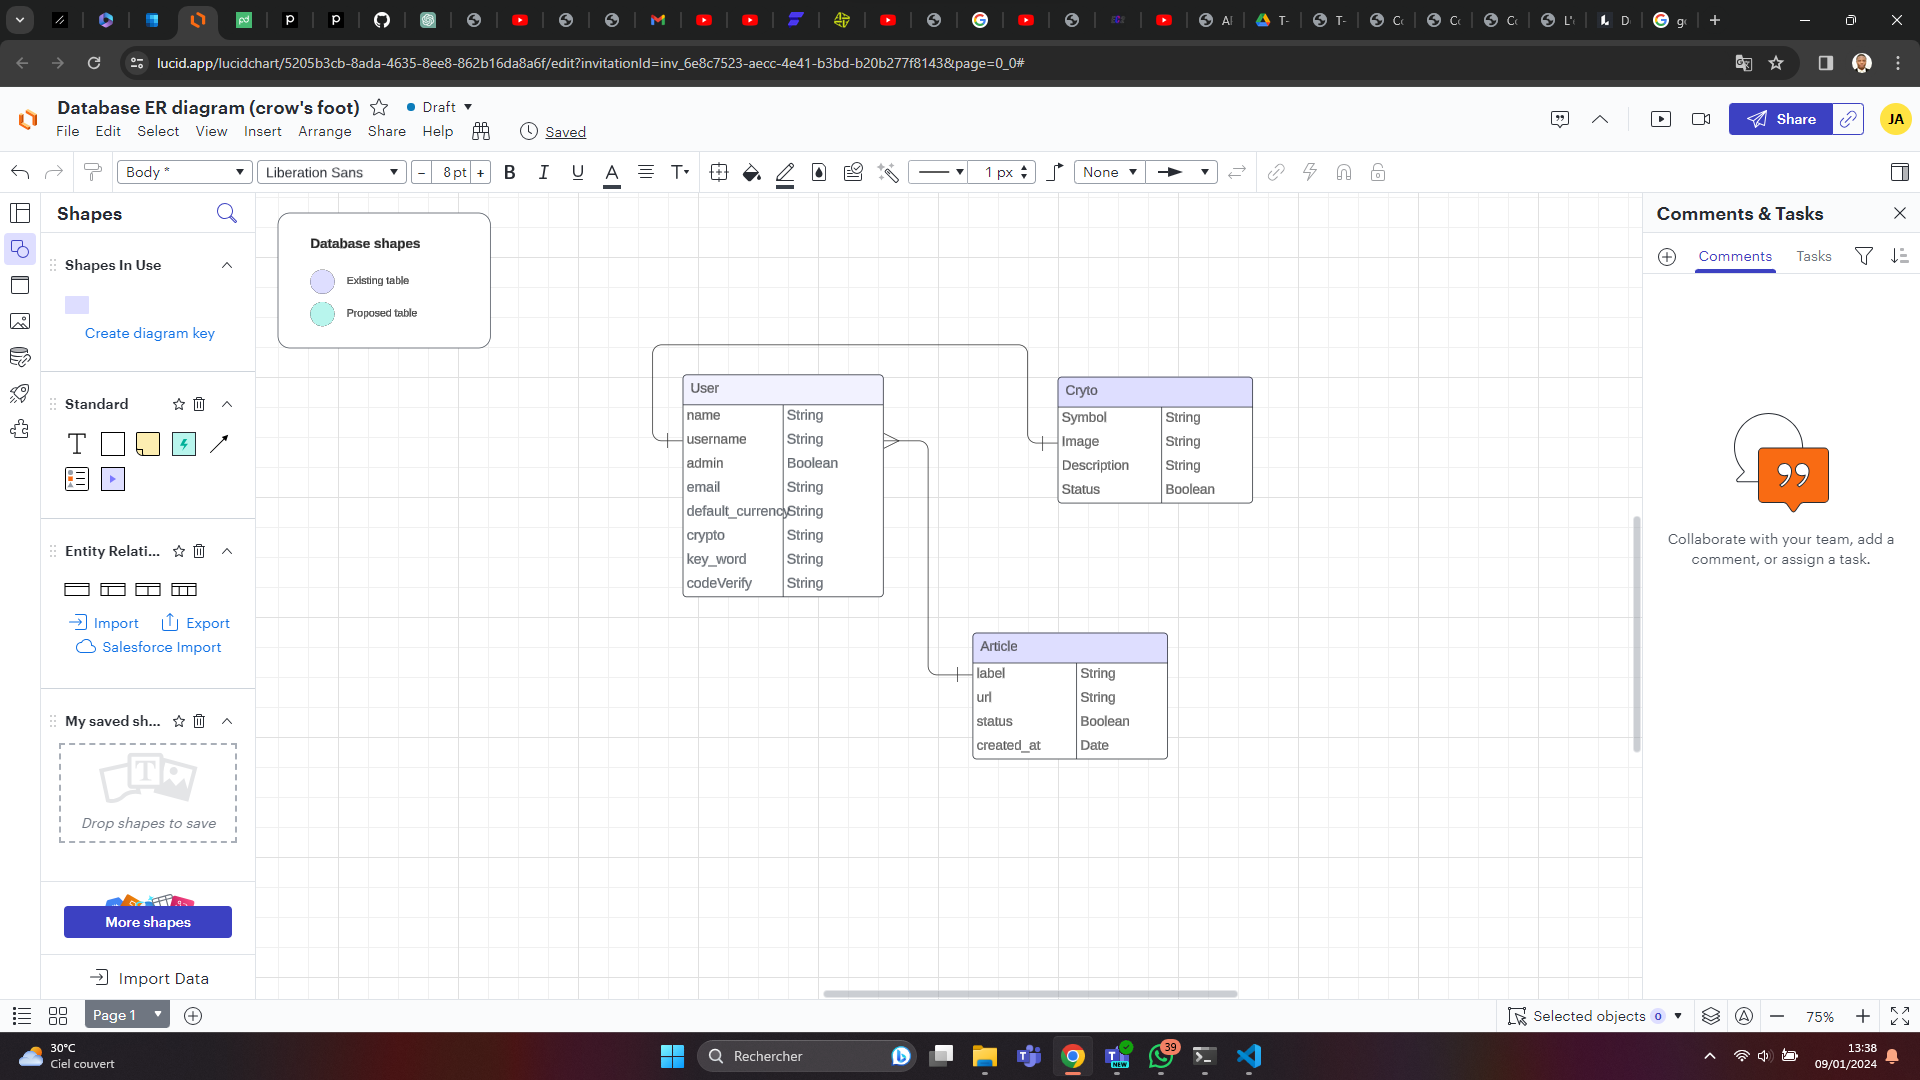 lucid.app/lucidchart/5205b3cb-8ada-4635-8ee8-862b16da8a6f/edit?invitationId=inv_6e8c7523-aecc-4e41-b3bd-b20b277f8143&page=0_0#
Database ER diagram (crow's foot)
Draft
File Edit Select View Insert Arrange Share Help
Saved
Share
JA
Body *
Liberation Sans
− 8 pt +
B I U A T
1 px
None
Shapes
Shapes In Use
Create diagram key
Standard
T
Entity Relati...
Import
Export
Salesforce Import
My saved sh...
T
Drop shapes to save
More shapes
Import Data
Database shapes
Existing table
Proposed table
User
name String
username String
admin Boolean
email String
default_currency String
crypto String
key_word String
codeVerify String
Cryto
Symbol String
Image String
Description String
Status Boolean
Article
label String
url String
status Boolean
created_at Date
Comments & Tasks
Comments
Tasks
Collaborate with your team, add a
comment, or assign a task.
Page 1
Selected objects 0
75%
30°C
Ciel couvert
Rechercher
NEW
39
13:38
09/01/2024